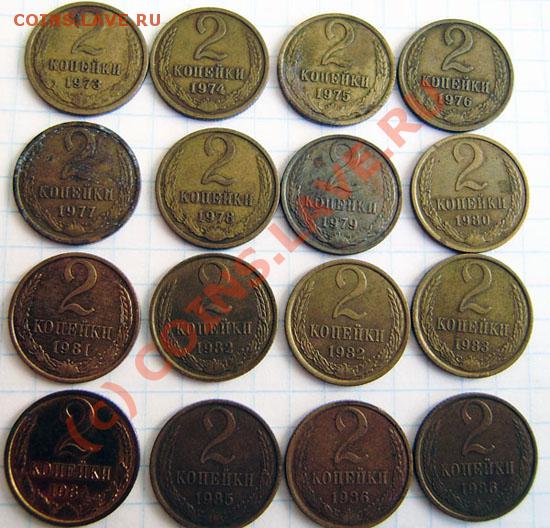 COINS.LAVE.РУ
2 КОПЕЙКИ 1973
2 КОПЕЙКИ 1974
2 КОПЕЙКИ 1975
2 КОПЕЙКИ 1976
2 КОПЕЙКИ 1977
2 КОПЕЙКИ 1978
2 КОПЕЙКИ 1979
2 КОПЕЙКИ 1980
2 КОПЕЙКИ 1981
2 КОПЕЙКИ 1982
2 КОПЕЙКИ 1982
2 КОПЕЙКИ 1983
2 КОПЕЙКИ
2 КОПЕЙКИ 1985
2 КОПЕЙКИ 1986
2 КОПЕЙКИ 1986
(c) COINS.LAVE.РУ